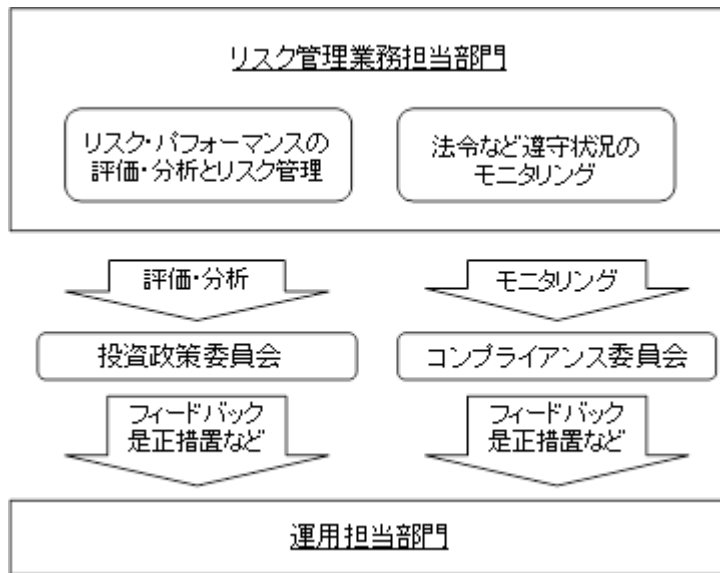 リスク管理業務担当部門
リスク・パフォーマンスの
評価・分析とリスク管理
法令など遵守状況の
モニタリング
評価・分析
モニタリング
投資政策委員会
コンプライアンス委員会
フィードバック
是正措置など
フィードバック
是正措置など
運用担当部門